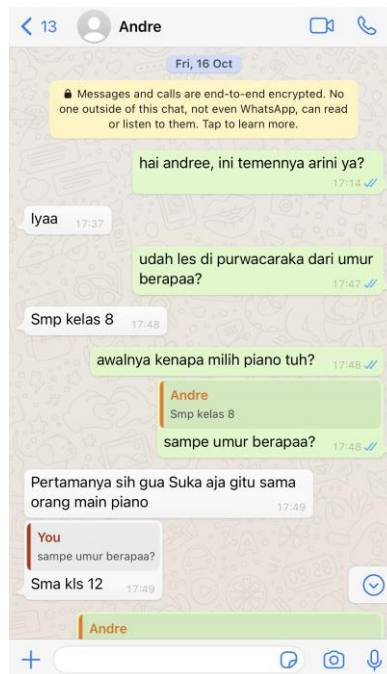 13
Andre
Fri, 16 Oct
Messages and calls are end-to-end encrypted. No
one outside of this chat, not even WhatsApp, can read
or listen to them. Tap to learn more.
hai andree, ini temennya arini ya?
17:14
Iyaa
17:37
udah les di purwacaraka dari umur
berapaa?
17:47
Smp kelas 8
17:48
awalnya kenapa milih piano tuh?
17:48
Andre
Smp kelas 8
sampe umur berapaa?
17:48
Pertamanya sih gua Suka aja gitu sama
orang main piano
17:49
You
sampe umur berapaa?
Sma kls 12
17:49
Andre